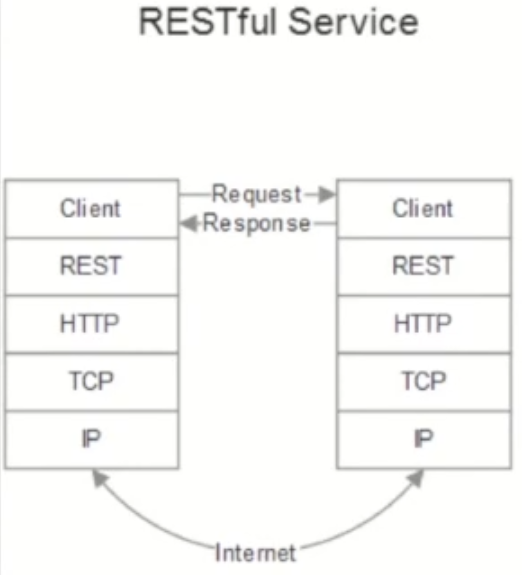 RESTful Service
Request
Response
Client
REST
HTTP
TCP
IP
Client
REST
HTTP
TCP
IP
Internet